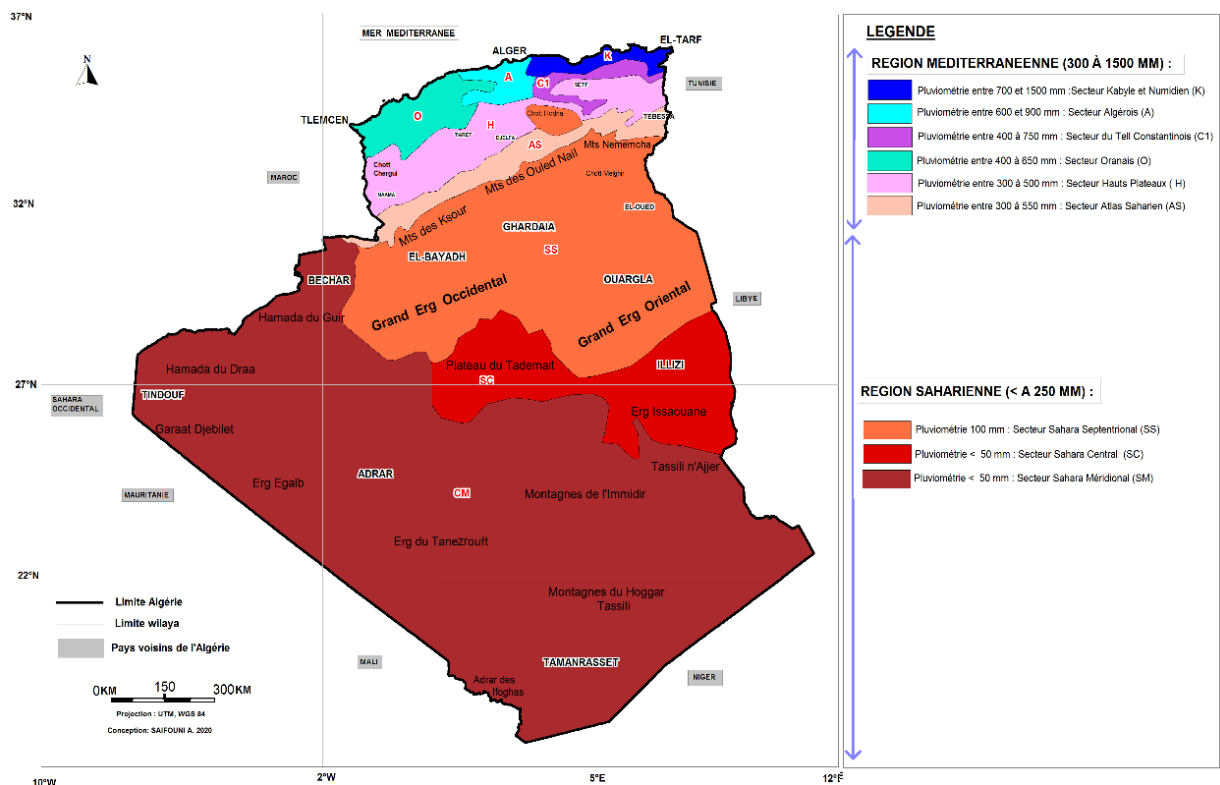 37°N
MER MEDITERRANEE
EL-TARF
ALGER
N
K
A
C1
SETIF
TUNISIE
O
TLEMCEN
H
Chott Hodna
TEBESSA
TIARET
DJELFA
AS
Mts Nememcha
Chott Chergui
Mts des Ouled Nail
Chott Melghir
MAROC
NAAMA
32°N
EL-OUED
Mts des Ksour
GHARDAIA
SS
EL-BAYADH
BECHAR
OUARGLA
Grand Erg Occidental
Grand Erg Oriental
LIBYE
Hamada du Guir
Hamada du Draa
Plateau du Tademait
ILLIZI
27°N
SC
TINDOUF
SAHARA
OCCIDENTAL
Erg Issaouane
Garaat Djebilet
Tassili n'Ajjer
ADRAR
Erg Egalb
CM
Montagnes de l'Immidir
MAURITANIE
Erg du Tanezrouft
22°N
Montagnes du Hoggar
Tassili
Limite Algérie
Limite wilaya
Pays voisins de l'Algérie
MALI
TAMANRASSET
NIGER
Adrar des
Ifoghas
0KM 150 300KM
Projection : UTM, WGS 84
Conception: SAIFOUNI A. 2020
10°W
2°W
5°E
12°E
LEGENDE
REGION MEDITERANEENNE (300 À 1500 MM) :
Pluviométrie entre 700 et 1500 mm :Secteur Kabyle et Numidien (K)
Pluviométrie entre 600 et 900 mm : Secteur Algérois (A)
Pluviométrie entre 400 à 750 mm : Secteur du Tell Constantinois (C1)
Pluviométrie entre 400 à 650 mm : Secteur Oranais (O)
Pluviométrie entre 300 à 500 mm : Secteur Hauts Plateaux ( H)
Pluviométrie entre 300 à 550 mm : Secteur Atlas Saharien (AS)
REGION SAHARIENNE (< A 250 MM) :
Pluviométrie 100 mm : Secteur Sahara Septentrional (SS)
Pluviométrie < 50 mm : Secteur Sahara Central (SC)
Pluviométrie < 50 mm : Secteur Sahara Méridional (SM)